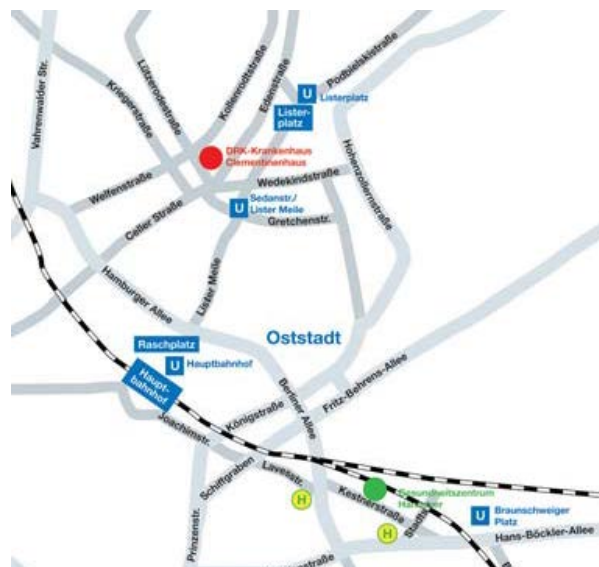 Vahrenwalder Str.
Kriegerstraße
Lützerodestraße
Kollenrodtstraße
Edenstraße
Podbielskistraße
U
Listerplatz
Lister-
platz
Hohenzollernstraße
DRK-Krankenhaus
Clementinenhaus
Welfenstraße
Wedekindstraße
Celler Straße
U
Sedanstr./
Lister Meile
Gretchenstr.
Hamburger Allee
Lister Meile
Oststadt
Raschplatz
U
Hauptbahnhof
Haupt-
bahnhof
Berliner Allee
Fritz-Behrens-Allee
Königstraße
Joachimstr.
Schiffgraben
Lavesstr.
Prinzenstr.
H
Kestnerstraße
Gesundheitszentrum
H
U
Braunschweiger
Platz
Hans-Böckler-Allee